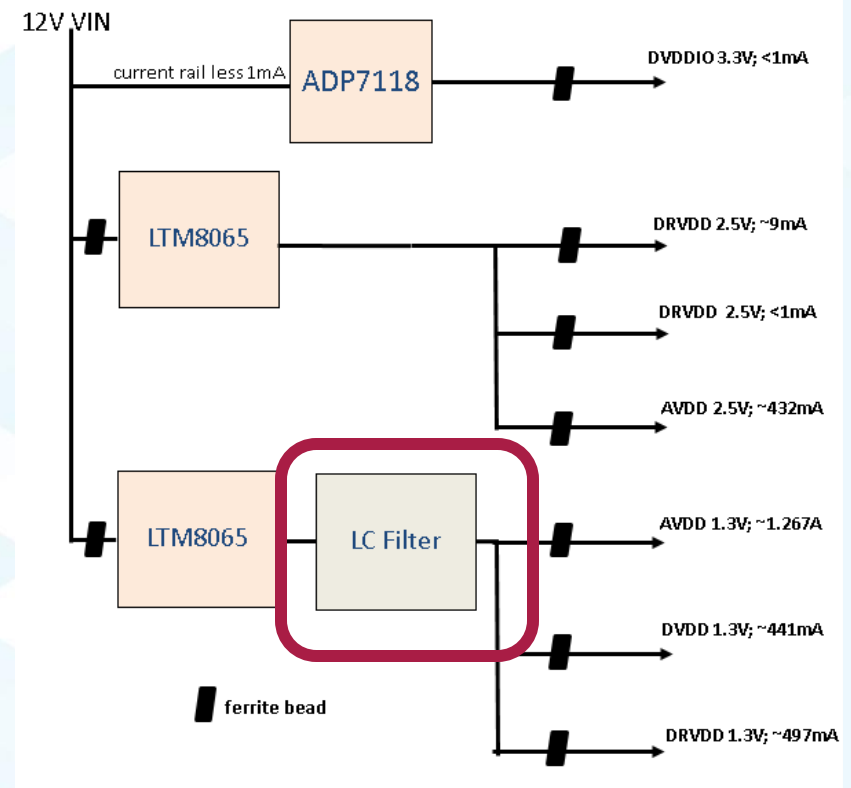 12V VIN
current rail less 1mA
ADP7118
DVDDIO 3.3V; <1mA
LTM8065
DRVDD 2.5V; ~9mA
DRVDD 2.5V; <1mA
AVDD 2.5V; ~432mA
LTM8065
LC Filter
AVDD 1.3V; ~1.267A
DVDD 1.3V; ~441mA
ferrite bead
DRVDD 1.3V; ~497mA